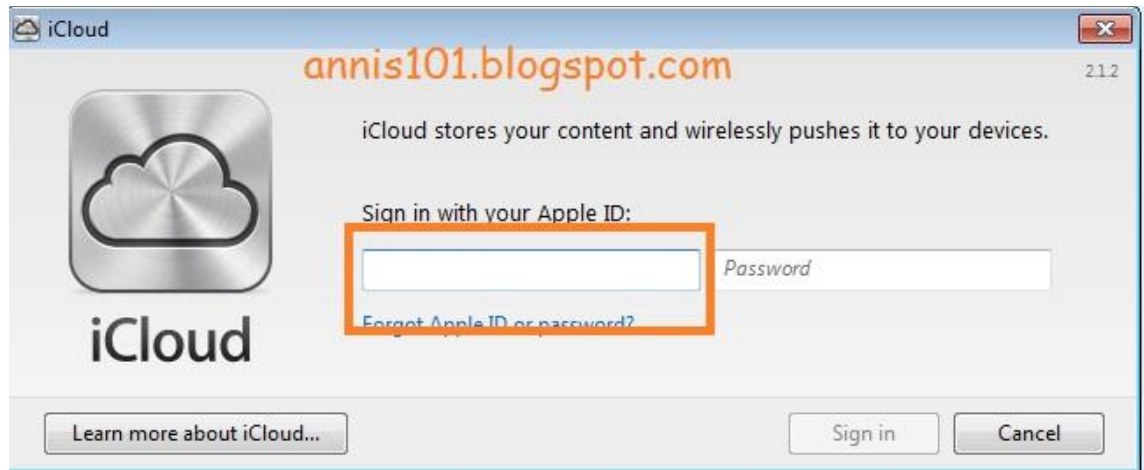 iCloud
annis101.blogspot.com
2.1.2
iCloud stores your content and wirelessly pushes it to your devices.
Sign in with your Apple ID:
Password
Forgot Apple ID or password?
iCloud
Learn more about iCloud...
Sign in
Cancel